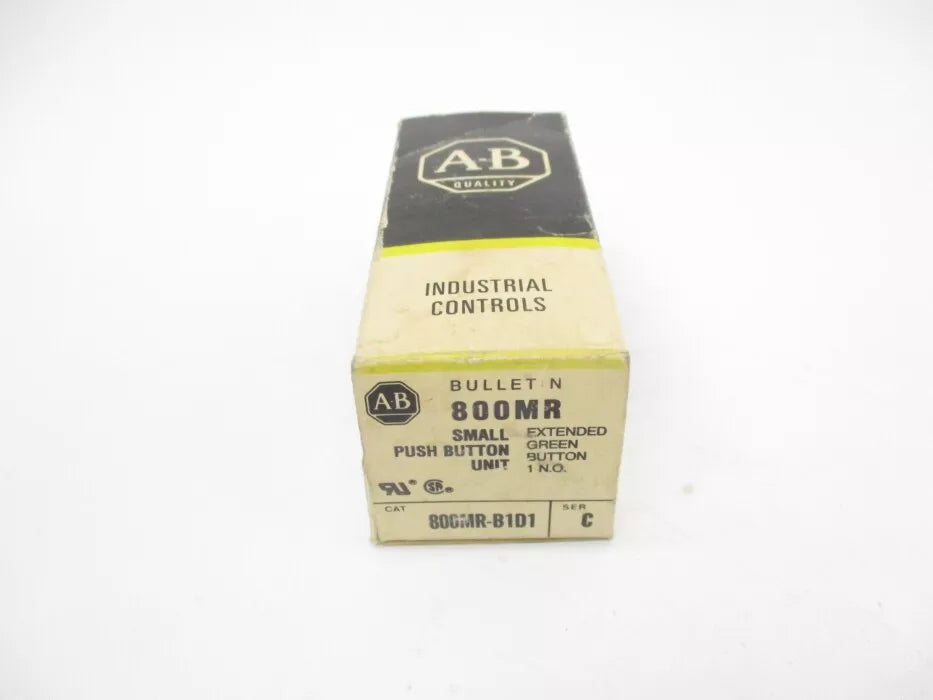 A-B
QUALITY
INDUSTRIAL
CONTROLS
A-B
BULLETIN
800MR
SMALL
PUSH BUTTON
UNIT
EXTENDED
GREEN
BUTTON
1 N.O.
CAT
800MR-B1D1
SER
C